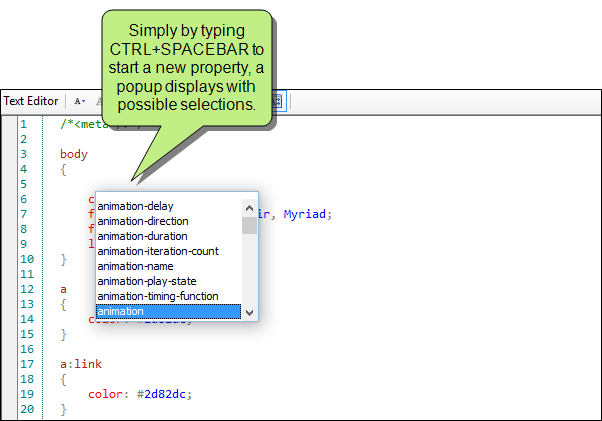 Simply by typing
CTRL+SPACEBAR to
start a new property, a
popup displays with
possible selections.
Text Editor
1 /*<meta
2
3 body
4 {
5
6
7 , Myriad;
8
9
10 }
11
12 a
13 {
14
15 }
16
17 a:link
18 {
19 color: #2d82dc;
20 }
animation-delay
animation-direction
animation-duration
animation-iteration-count
animation-name
animation-play-state
animation-timing-function
animation